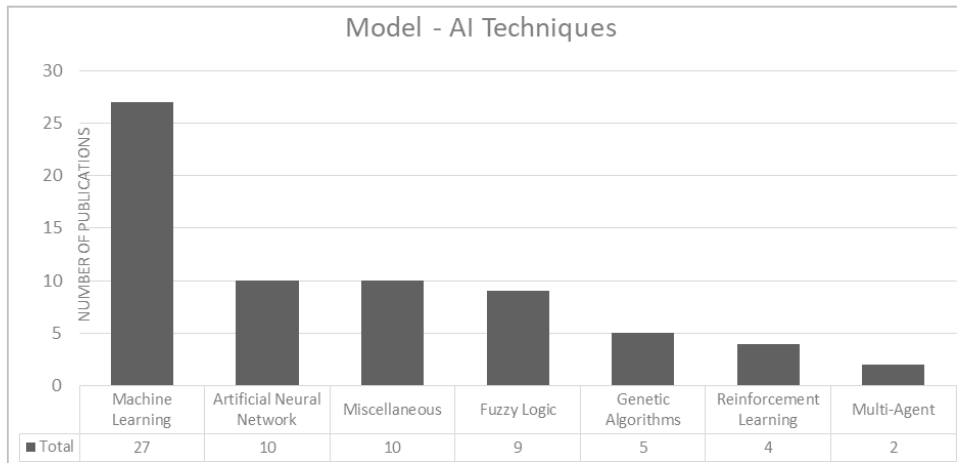 Model - AI Techniques
NUMBER OF PUBLICATIONS
30
25
20
15
10
5
0
Machine Learning
Artificial Neural Network
Miscellaneous
Fuzzy Logic
Genetic Algorithms
Reinforcement Learning
Multi-Agent
Total 27 10 10 9 5 4 2